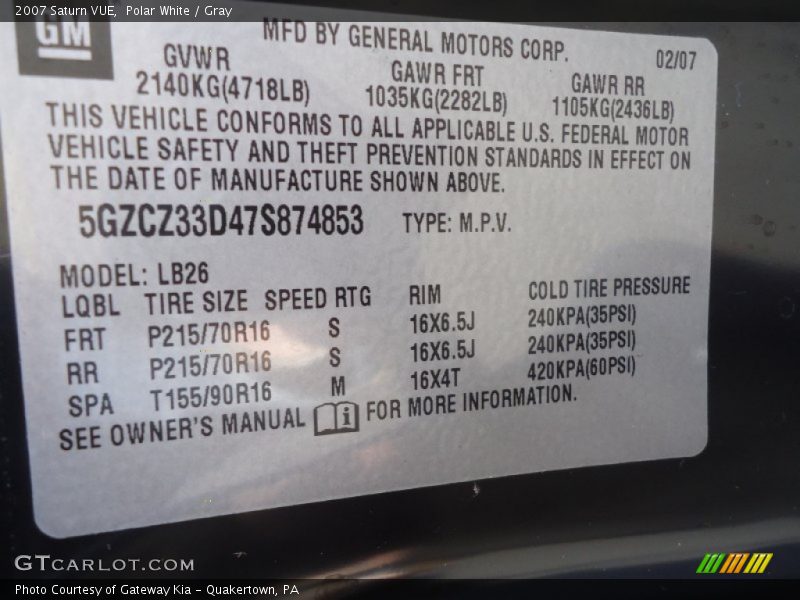 2007 Saturn VUE, Polar White / Gray
GM
MFD BY GENERAL MOTORS CORP.
02/07
GVWR GAWR FRT GAWR RR
2140KG(4718LB) 1035KG(2282LB) 1105KG(2436LB)
THIS VEHICLE CONFORMS TO ALL APPLICABLE U.S. FEDERAL MOTOR
VEHICLE SAFETY AND THEFT PREVENTION STANDARDS IN EFFECT ON
THE DATE OF MANUFACTURE SHOWN ABOVE.
5GZCZ33D47S874853 TYPE: M.P.V.
MODEL: LB26
LQBL TIRE SIZE SPEED RTG RIM COLD TIRE PRESSURE
FRT P215/70R16 S 16X6.5J 240KPA(35PSI)
RR P215/70R16 S 16X6.5J 240KPA(35PSI)
SPA T155/90R16 M 16X4T 420KPA(60PSI)
SEE OWNER'S MANUAL i FOR MORE INFORMATION.
GTCARLOT.COM
Photo Courtesy of Gateway Kia - Quakertown, PA